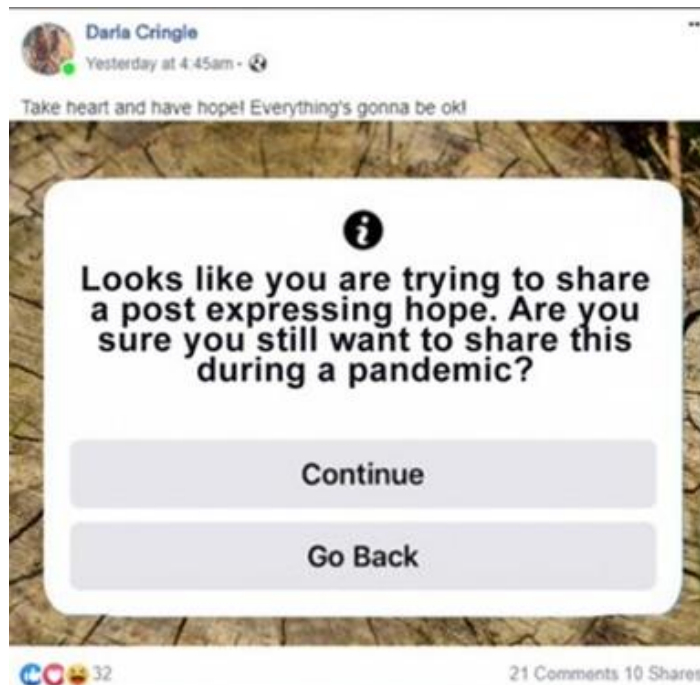 Darla Cringle
Yesterday at 4:45am ·
Take heart and have hope! Everything's gonna be ok!
i
Looks like you are trying to share
a post expressing hope. Are you
sure you still want to share this
during a pandemic?
Continue
Go Back
32
21 Comments 10 Shares